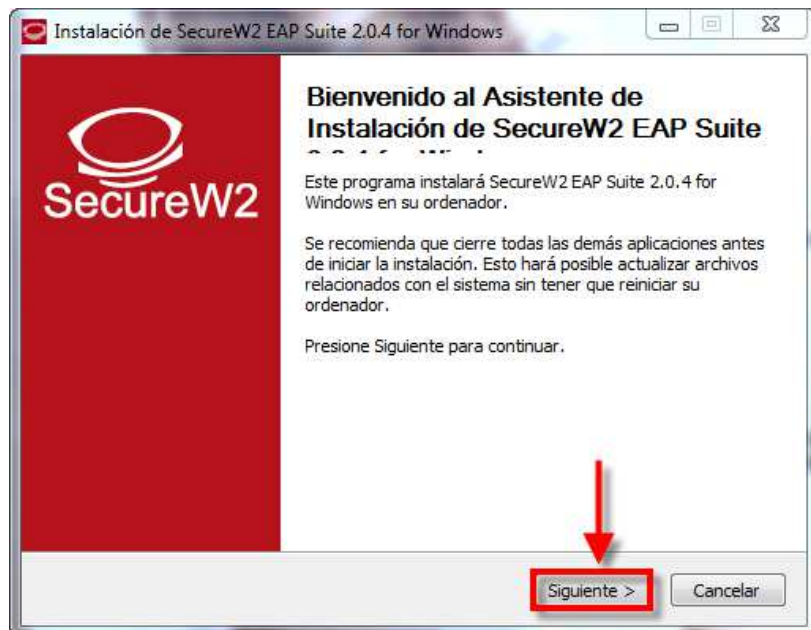 Instalación de SecureW2 EAP Suite 2.0.4 for Windows
SecureW2
Bienvenido al Asistente de
Instalación de SecureW2 EAP Suite
Este programa instalará SecureW2 EAP Suite 2.0.4 for
Windows en su ordenador.
Se recomienda que cierre todas las demás aplicaciones antes
de iniciar la instalación. Esto hará posible actualizar archivos
relacionados con el sistema sin tener que reiniciar su
ordenador.
Presione Siguiente para continuar.
Siguiente >
Cancelar